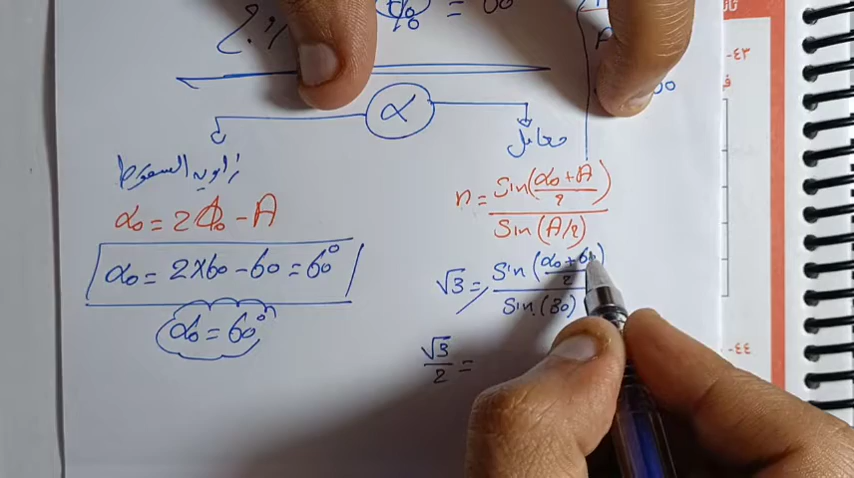 % = 60
α
زاوية السقوط
α₀ = 2Φ₀ - A
α₀ = 2×60-60 = 60°
α₀ = 60°
معامل
n = Sin(α₀+A/2) / Sin(A/2)
√3 = Sin(α₀+60/2) / Sin(30)
√3/2 =
٤٣-
٤٤-